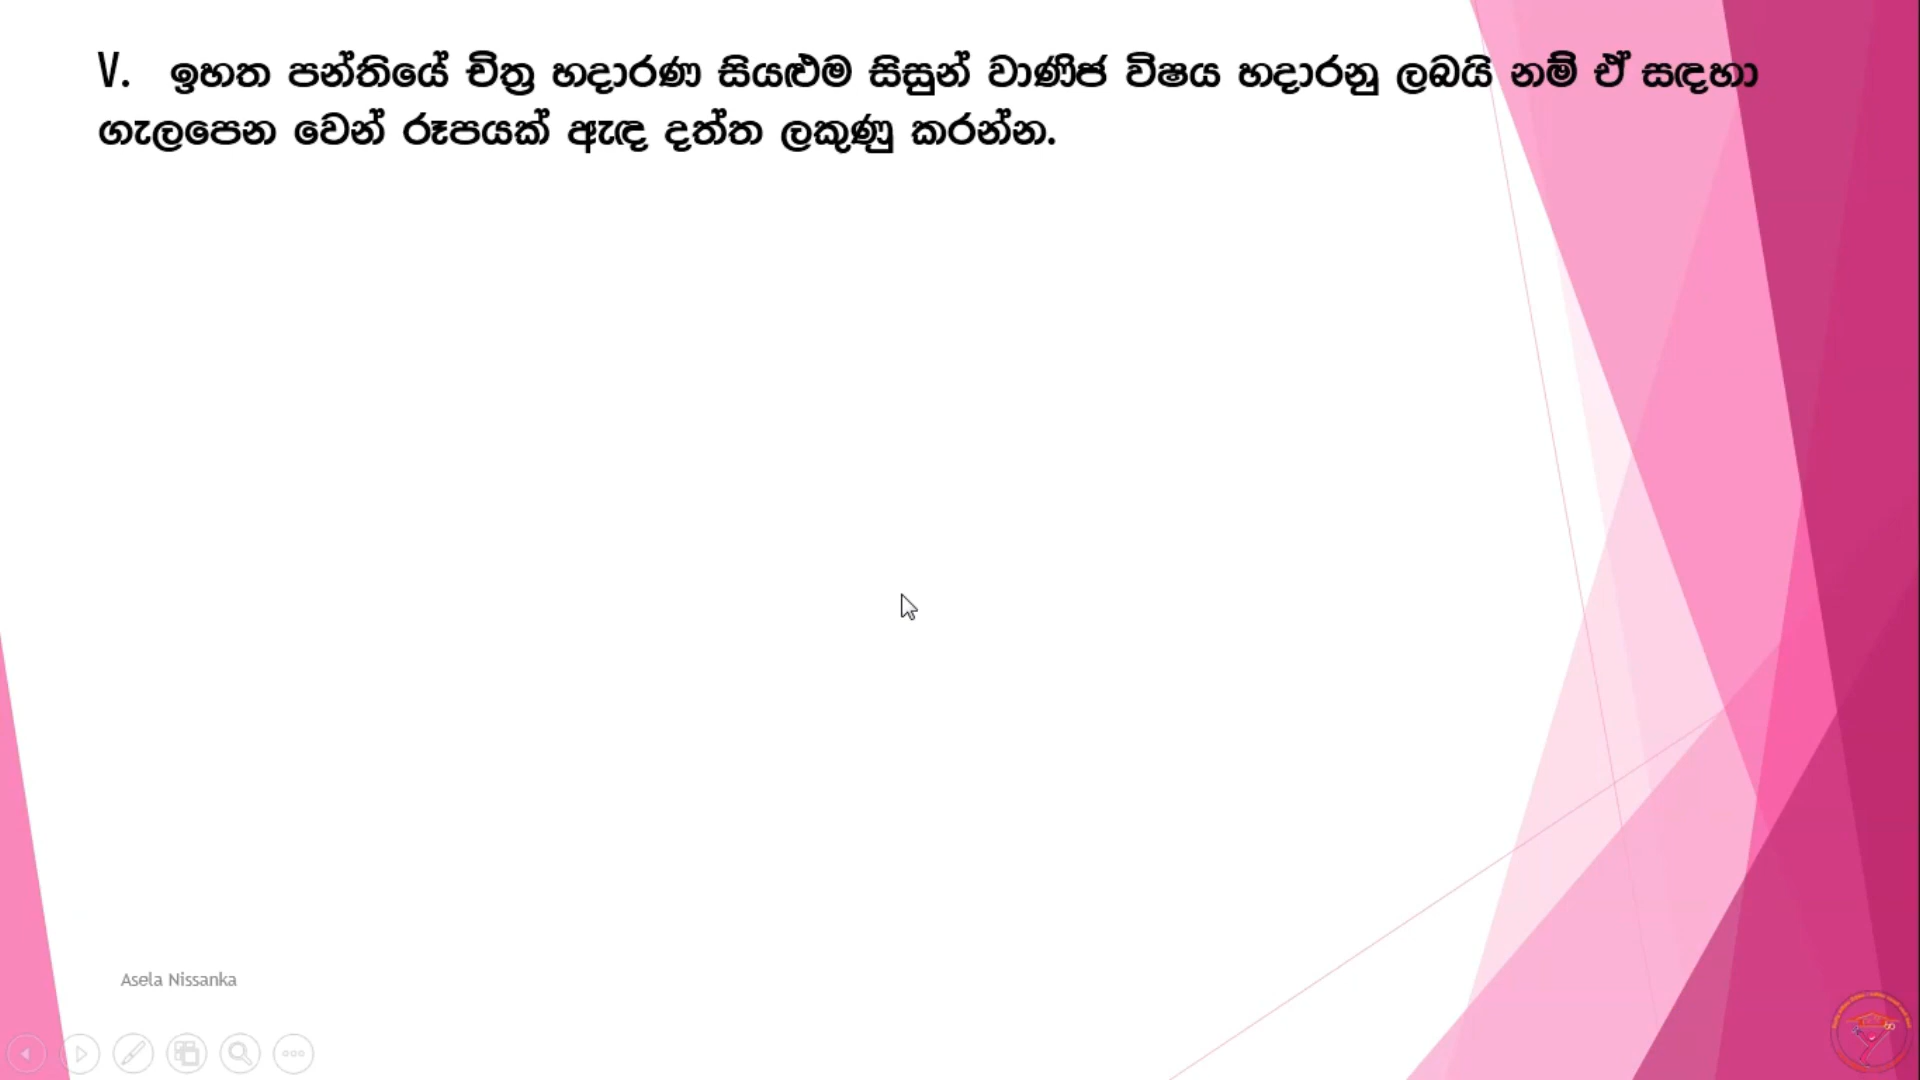 V. ඉහත පන්තියේ චිත්‍ර හදාරණ සියළුම සිසුන් වාණිජ විෂය හදාරනු ලබයි නම් ඒ සඳහා
ගැලපෙන වෙන් රූපයක් ඇඳ දත්ත ලකුණු කරන්න.
Asela Nissanka